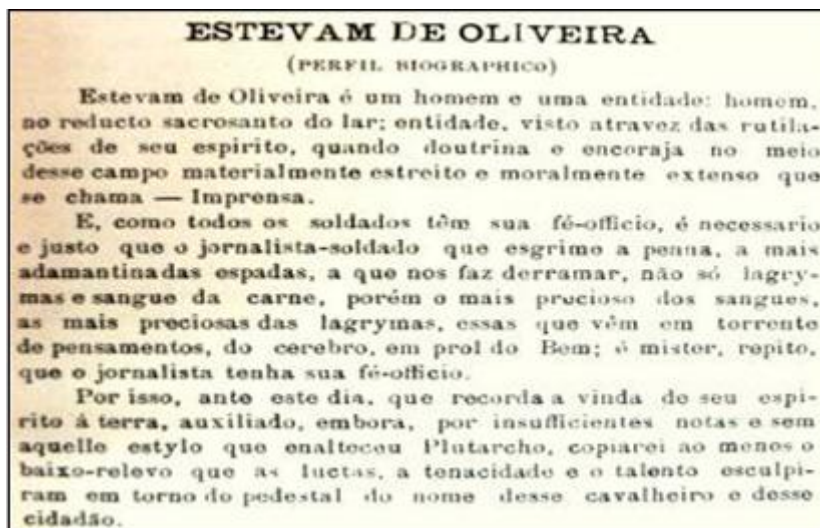 ESTEVAM DE OLIVEIRA
(PERFIL BIOGRAPHICO)
Estevam de Oliveira é um homem e uma entidade: homem,
no reducto sacrosanto do lar; entidade, visto atravez das rutila-
ções de seu espirito, quando doutrina e encoraja no meio
desse campo materialmente estreito e moralmente extenso que
se chama — Imprensa.
E, como todos os soldados têm sua fé-officio, é necessario
e justo que o jornalista-soldado que esgrime a penna, a mais
adamantina das espadas, a que nos faz derramar, não só lagry-
mas e sangue da carne, porém o mais precioso dos sangues,
as mais preciosas das lagrymas, essas que vêm em torrente
de pensamentos, do cerebro, em prol do Bem; é mister, repito,
que o jornalista tenha sua fé-officio.
Por isso, ante este dia, que recorda a vinda de seu espi-
rito á terra, auxiliado, embora, por insufficientes notas e sem
aquelle estylo que enalteceu Plutarcho, copiarei ao menos o
baixo-relevo que as luctas, a tenacidade e o talento esculpi-
ram em torno do pedestal do nome desse cavalheiro e desse
cidadão.